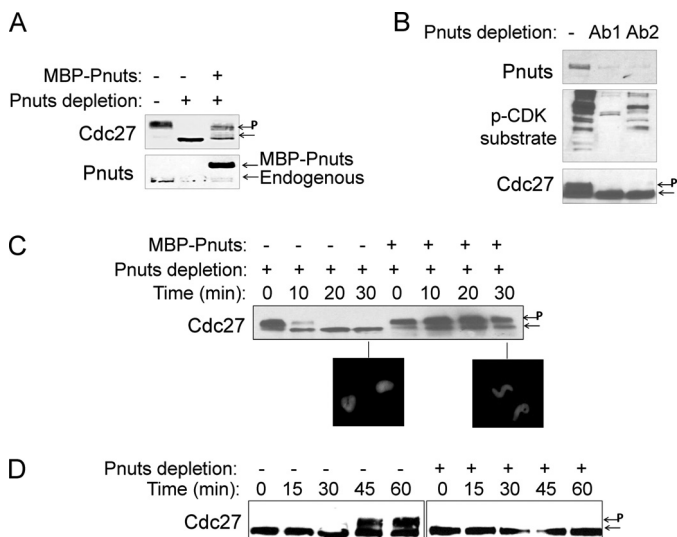 A
MBP-Pnuts: - - +
Pnuts depletion: - + +
Cdc27
P
Pnuts
MBP-Pnuts
Endogenous
B
Pnuts depletion: - Ab1 Ab2
Pnuts
p-CDK
substrate
Cdc27
P
C
MBP-Pnuts: - - - - + + + +
Pnuts depletion: + + + + + + + +
Time (min): 0 10 20 30 0 10 20 30
Cdc27
P
D
Pnuts depletion: - - - - - + + + + +
Time (min): 0 15 30 45 60 0 15 30 45 60
Cdc27
P